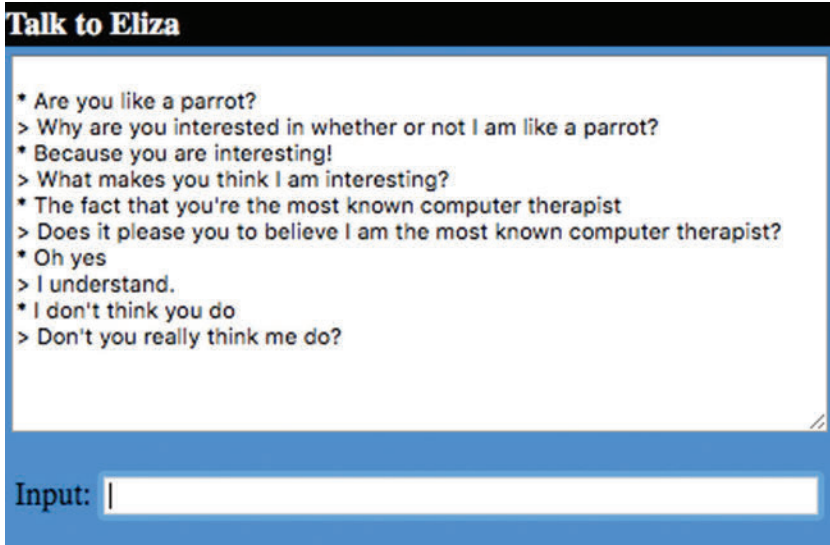 Talk to Eliza
* Are you like a parrot?
> Why are you interested in whether or not I am like a parrot?
* Because you are interesting!
> What makes you think I am interesting?
* The fact that you're the most known computer therapist
> Does it please you to believe I am the most known computer therapist?
* Oh yes
> I understand.
* I don't think you do
> Don't you really think me do?
Input: